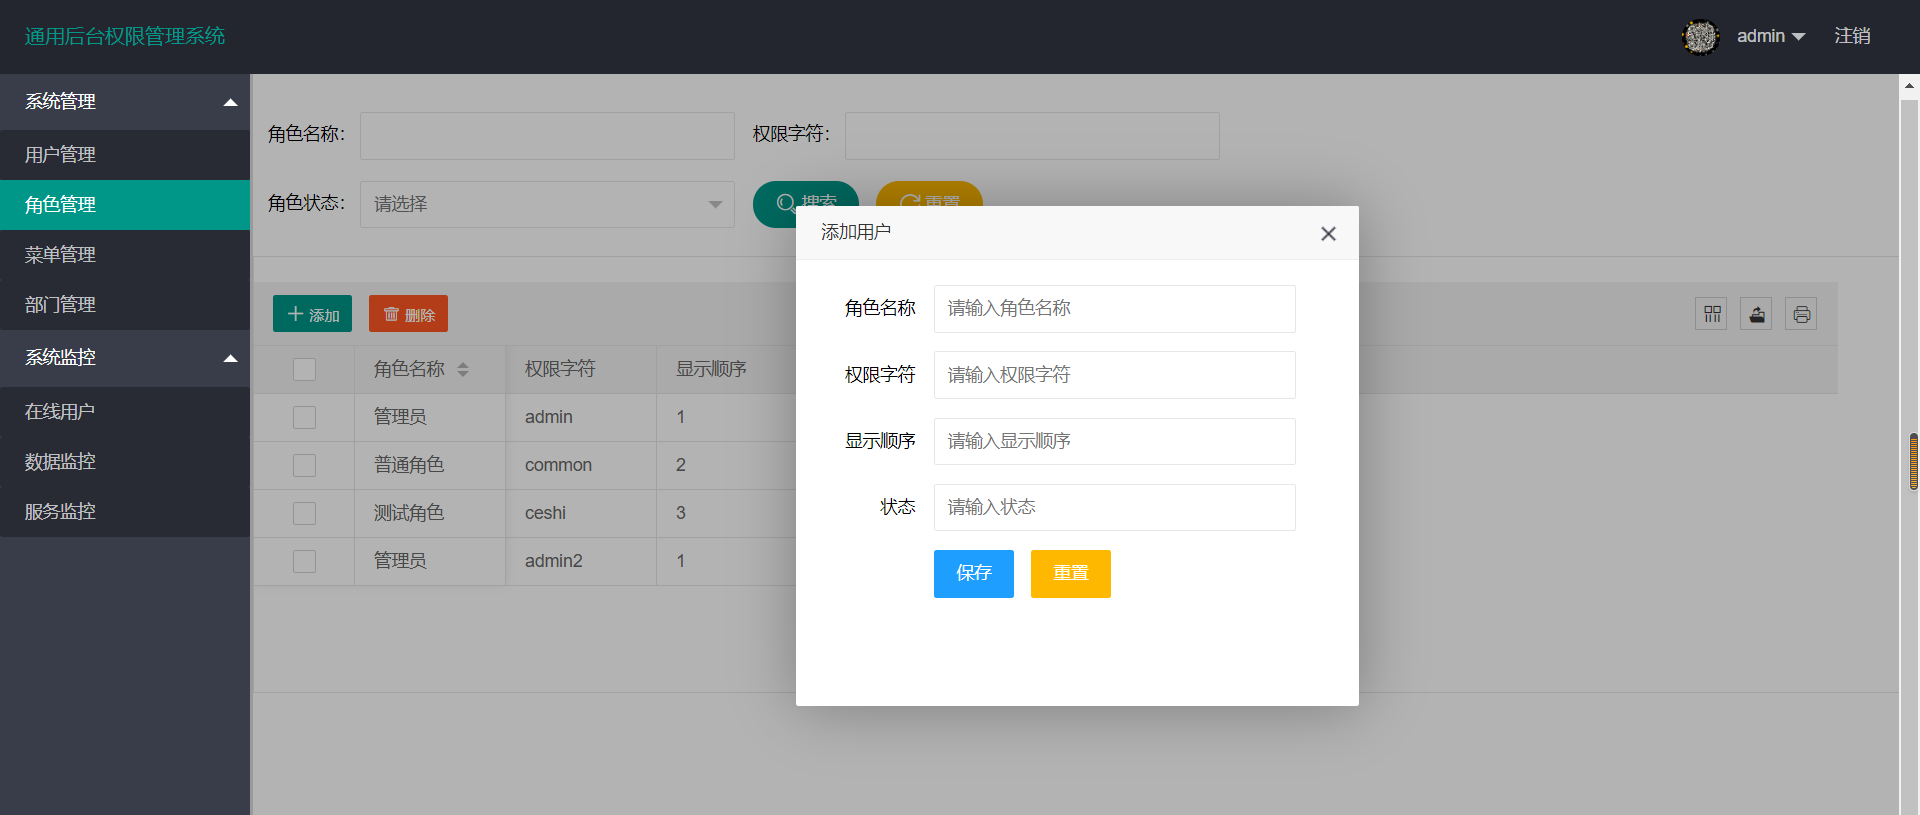 通用后台权限管理系统
admin
注销
系统管理
用户管理
角色管理
菜单管理
部门管理
系统监控
在线用户
数据监控
服务监控
角色名称：
权限字符：
角色状态：
请选择
搜索
重置
添加
删除
角色名称
权限字符
显示顺序
管理员
admin
1
普通角色
common
2
测试角色
ceshi
3
管理员
admin2
1
添加用户
角色名称
请输入角色名称
权限字符
请输入权限字符
显示顺序
请输入显示顺序
状态
请输入状态
保存
重置